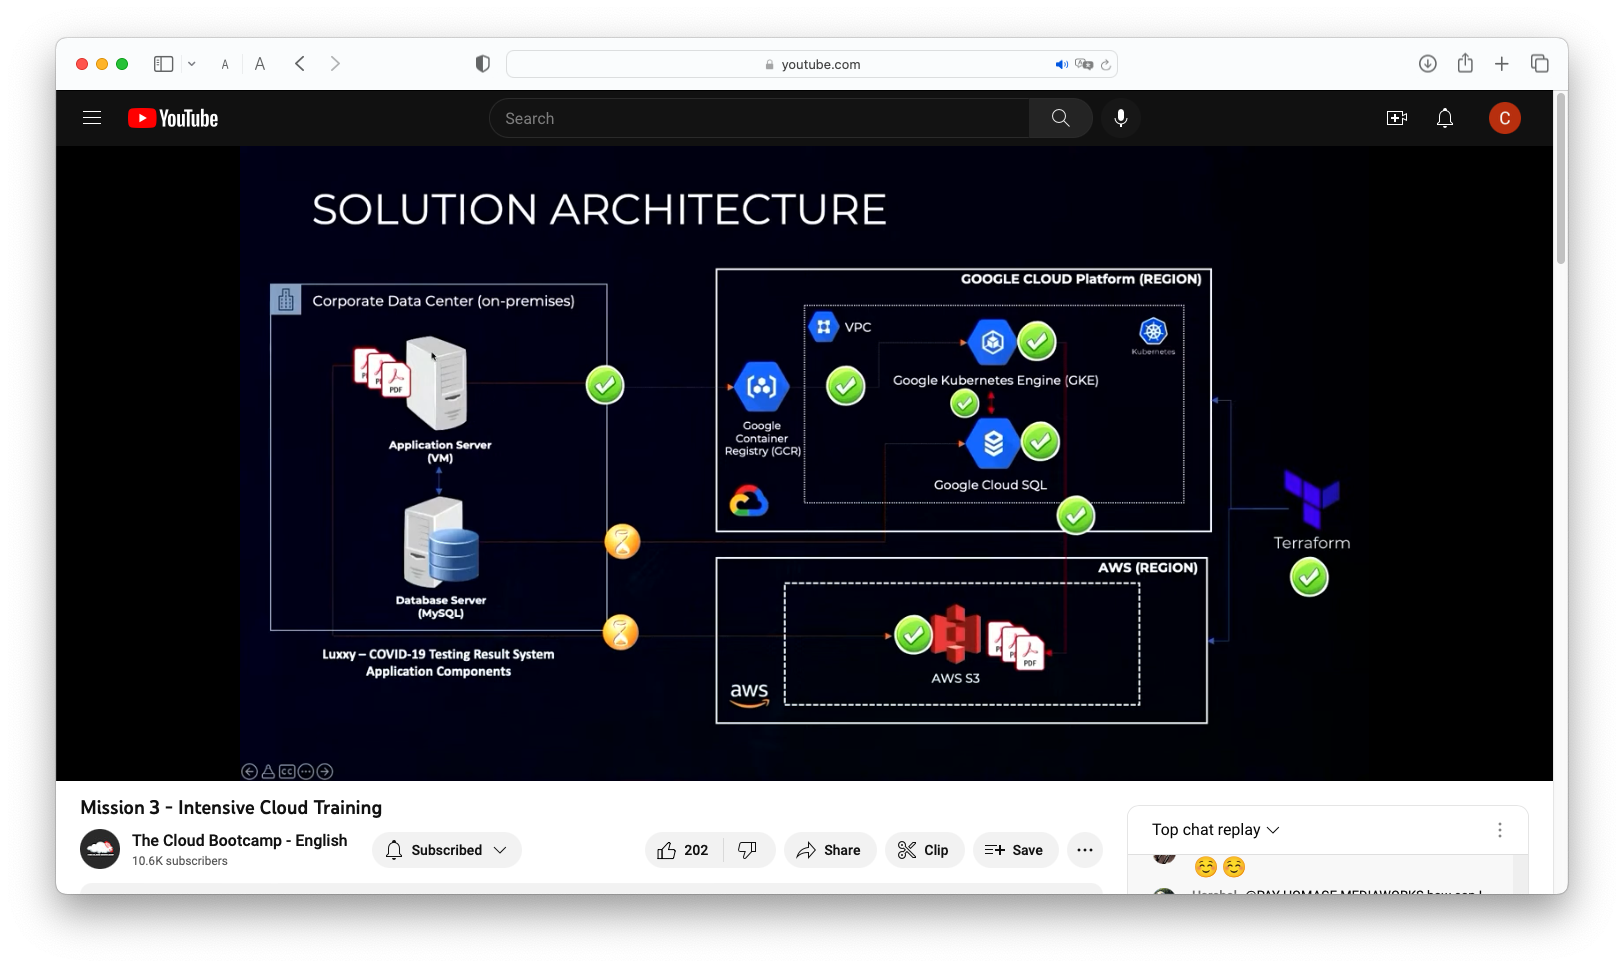 A A
youtube.com
YouTube
Search
C
SOLUTION ARCHITECTURE
Corporate Data Center (on-premises)
PDF
Application Server
(VM)
Database Server
(MySQL)
Luxxy – COVID-19 Testing Result System
Application Components
GOOGLE CLOUD Platform (REGION)
VPC
Kubernetes
Google Kubernetes Engine (GKE)
Google
Container
Registry (GCR)
Google Cloud SQL
Terraform
AWS (REGION)
PDF
AWS S3
aws
CC
Mission 3 - Intensive Cloud Training
The Cloud Bootcamp - English
10.6K subscribers
Subscribed
202
Share
Clip
Save
Top chat replay